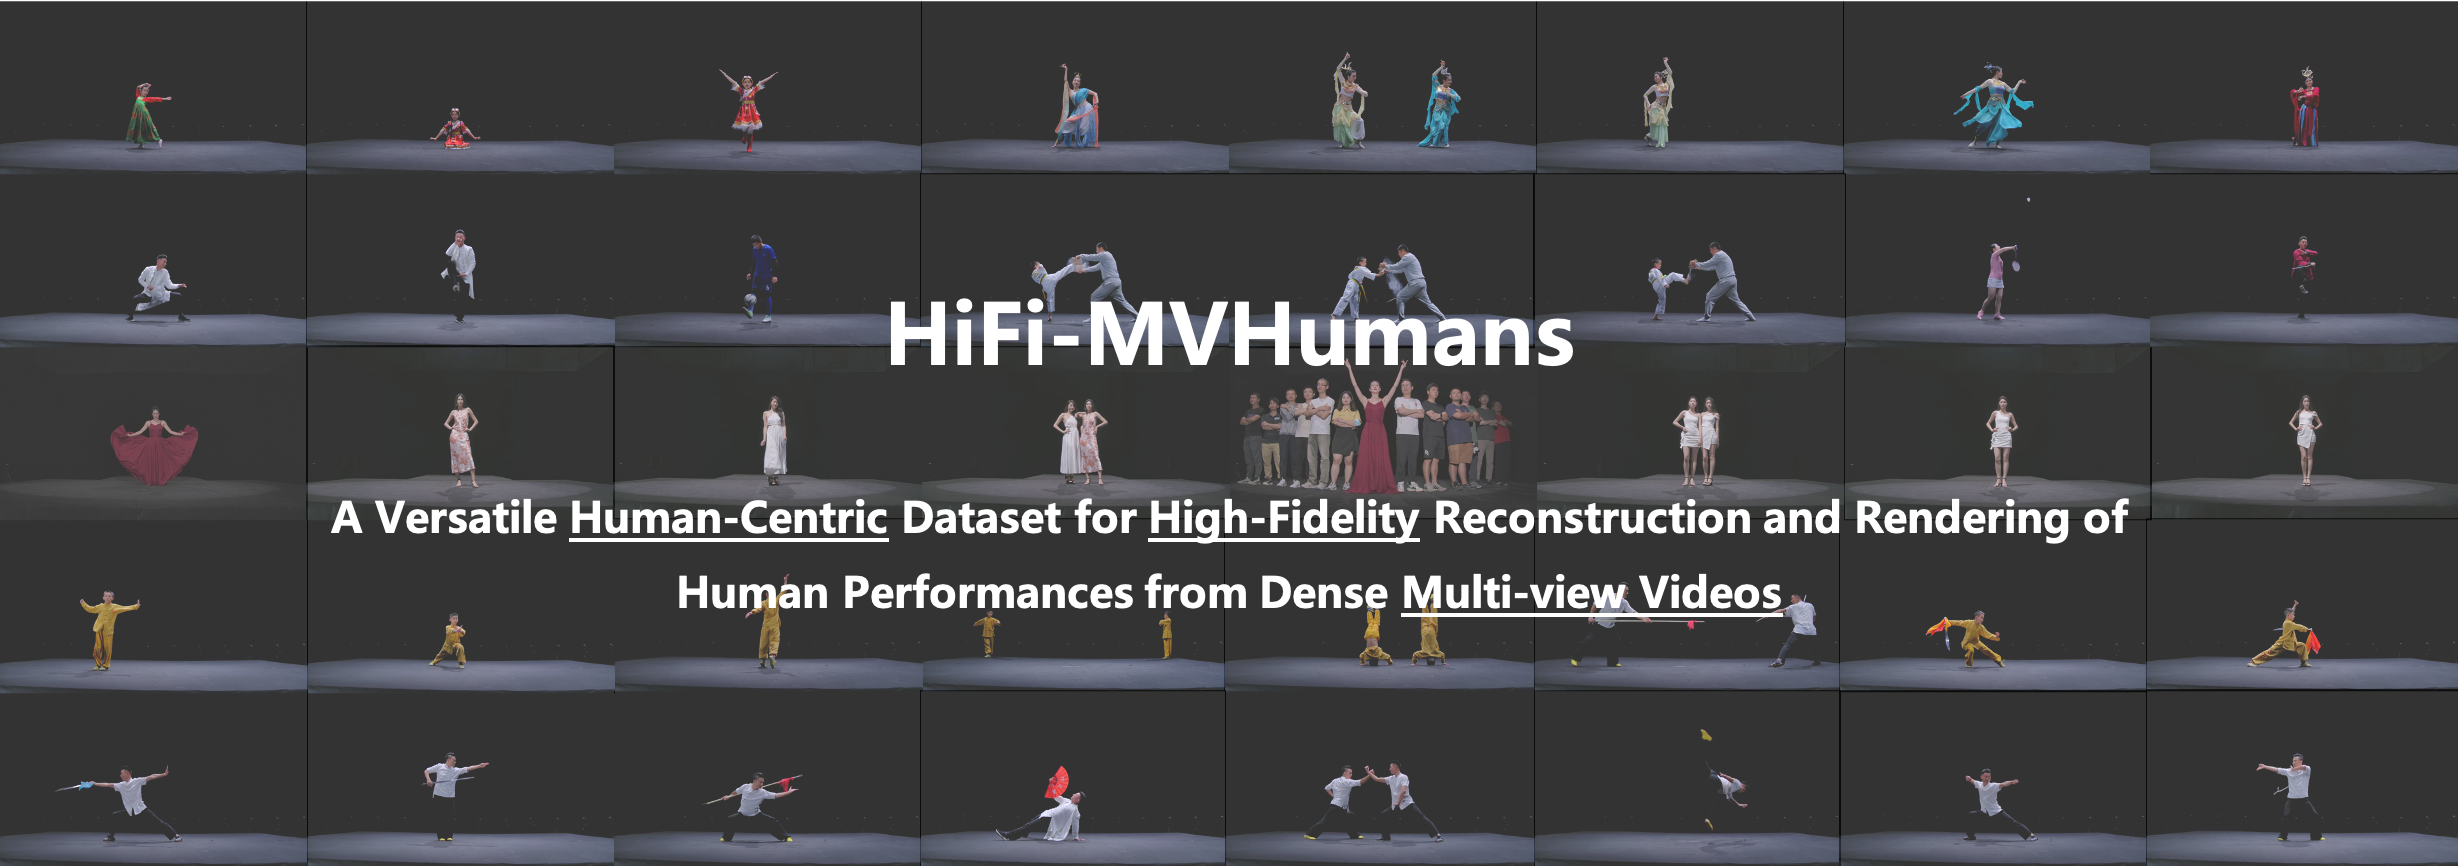 HiFi-MVHumans
A Versatile Human-Centric Dataset for High-Fidelity Reconstruction and Rendering of
Human Performances from Dense Multi-view Videos